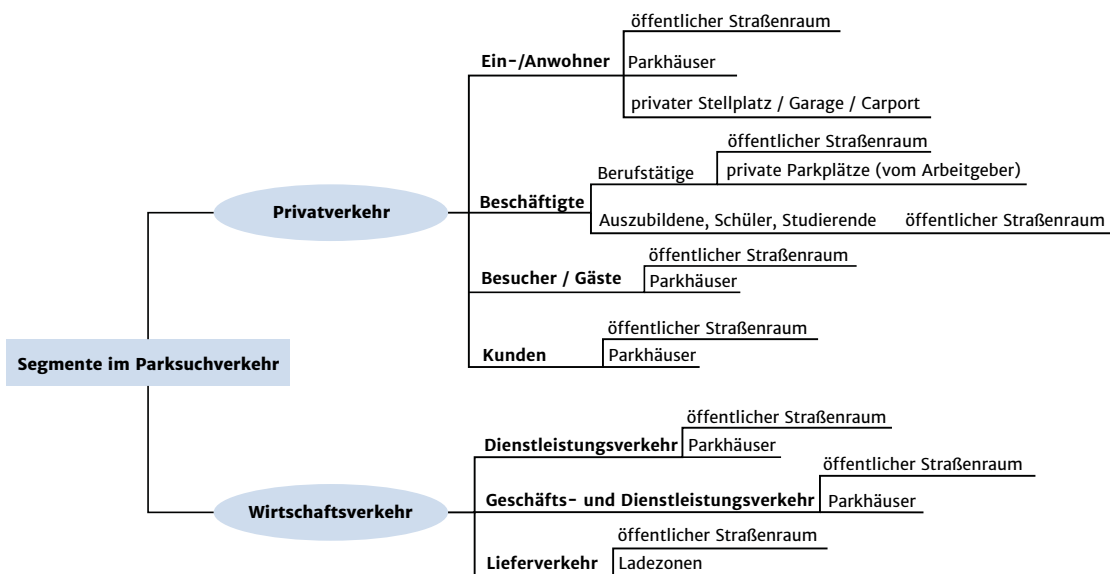 öffentlicher Straßenraum
Ein-/Anwohner
Parkhäuser
privater Stellplatz / Garage / Carport
öffentlicher Straßenraum
Berufstätige
private Parkplätze (vom Arbeitgeber)
Beschäftigte
Auszubildene, Schüler, Studierende
öffentlicher Straßenraum
Privatverkehr
öffentlicher Straßenraum
Besucher / Gäste
Parkhäuser
öffentlicher Straßenraum
Kunden
Parkhäuser
Segmente im Parksuchverkehr
öffentlicher Straßenraum
Dienstleistungsverkehr
Parkhäuser
öffentlicher Straßenraum
Geschäfts- und Dienstleistungsverkehr
Parkhäuser
Wirtschaftsverkehr
öffentlicher Straßenraum
Lieferverkehr
Ladezonen